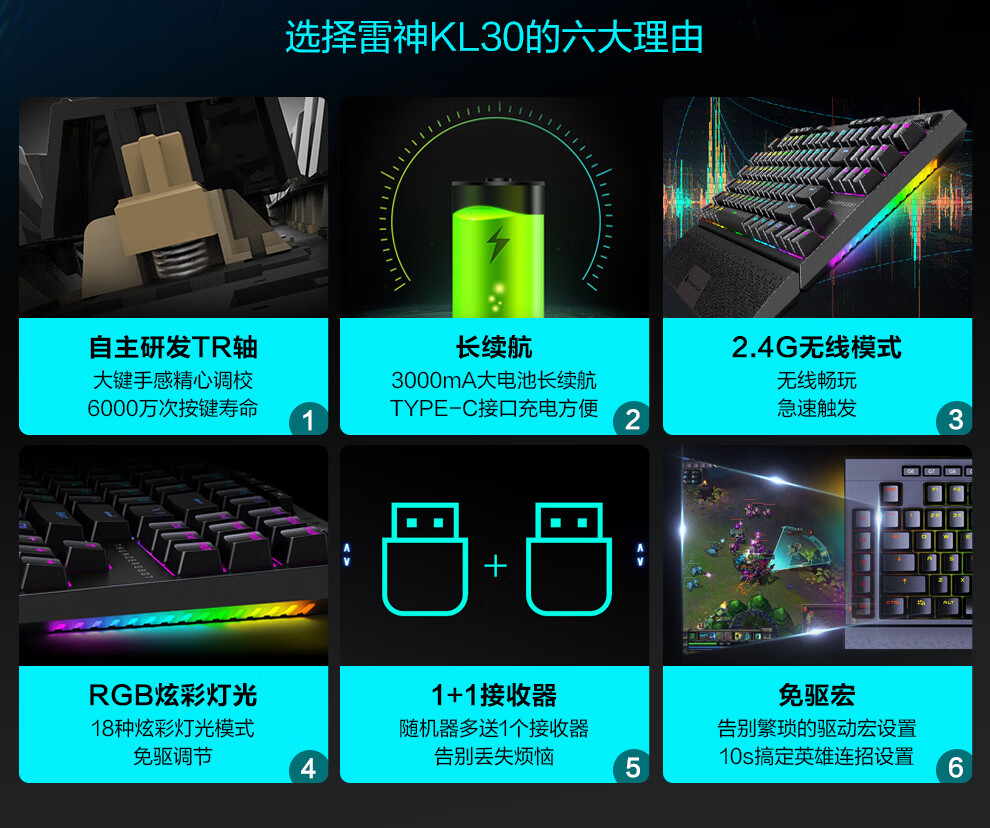 选择雷神KL30的六大理由
自主研发TR轴
大键手感精心调校
6000万次按键寿命
1
长续航
3000mA大电池长续航
TYPE-C接口充电方便
2
2.4G无线模式
无线畅玩
急速触发
3
RGB炫彩灯光
18种炫彩灯光模式
免驱调节
4
1+1接收器
随机器多送1个接收器
告别丢失烦恼
5
免驱宏
告别繁琐的驱动宏设置
10s搞定英雄连招设置
6